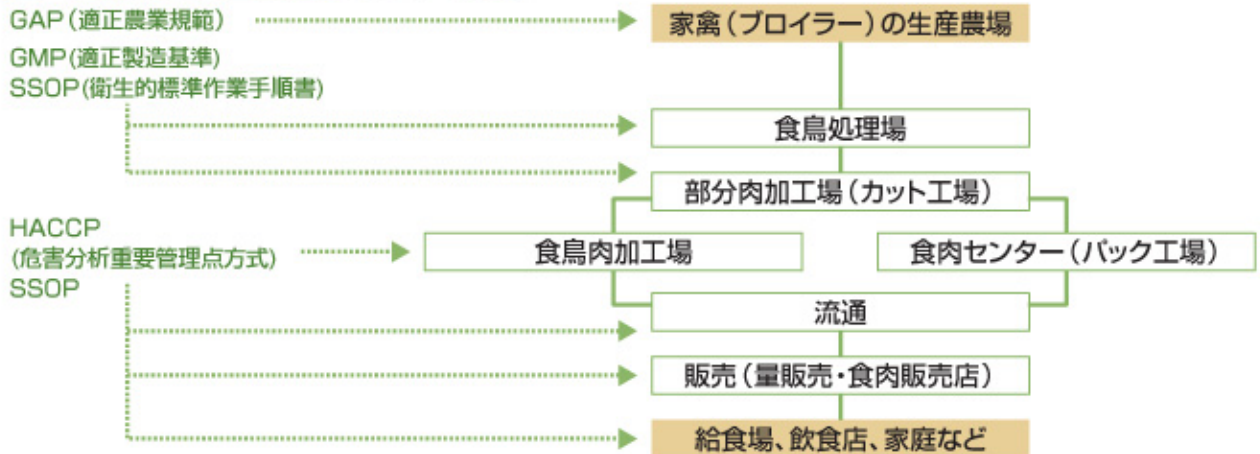 GAP(適正農業規範)
家禽(ブロイラー)の生産農場
GMP(適正製造基準)
SSOP(衛生的標準作業手順書)
食鳥処理場
部分肉加工場(カット工場)
HACCP
(危害分析重要管理点方式)
SSOP
食鳥肉加工場
食肉センター(パック工場)
流通
販売(量販売・食肉販売店)
給食場、飲食店、家庭など